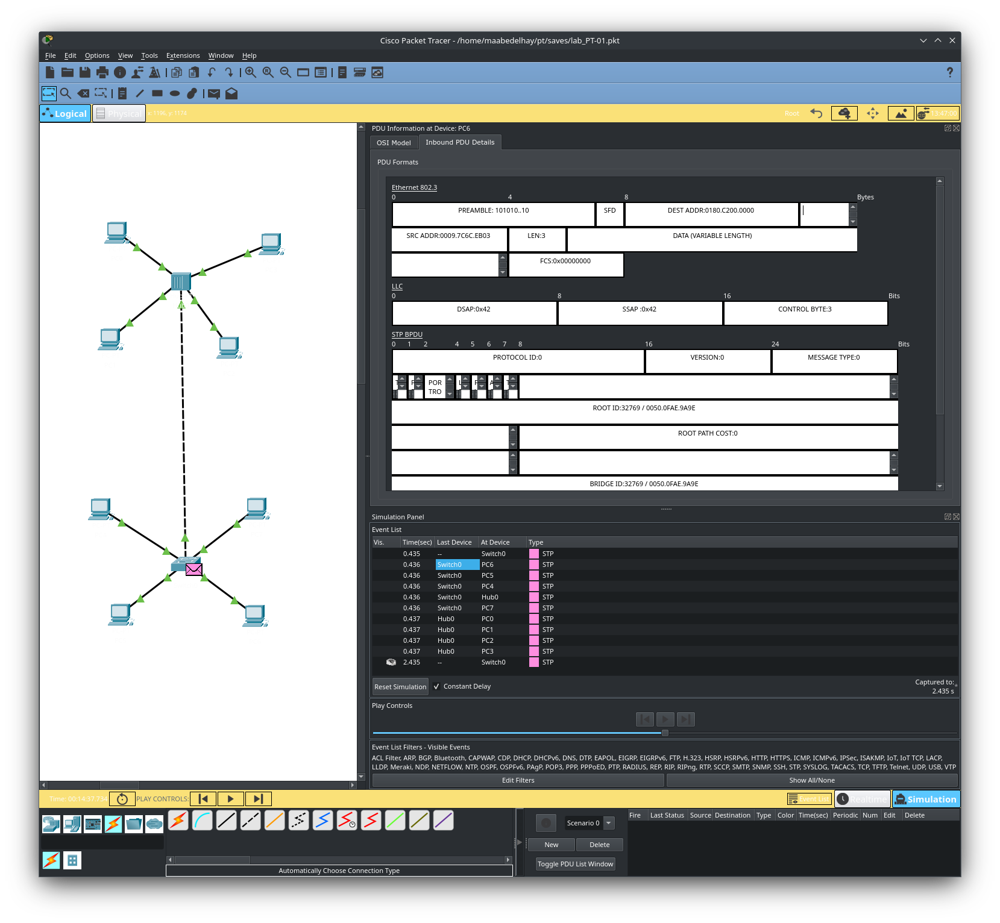 Cisco Packet Tracer - /home/maabedelhay/pt/saves/lab_PT-01.pkt
File Edit Options View Tools Extensions Window Help
Logical Physical x: 1196, y: 1174 Root 13:47:00
PDU Information at Device: PC6
OSI Model Inbound PDU Details
PDU Formats
Ethernet 802.3
0 4 8 Bytes
PREAMBLE: 101010..10 SFD DEST ADDR:0180.C200.0000
SRC ADDR:0009.7C6C.EB03 LEN:3 DATA (VARIABLE LENGTH)
FCS:0x00000000
LLC
0 8 16 Bits
DSAP:0x42 SSAP :0x42 CONTROL BYTE:3
STP BPDU
0 1 2 4 5 6 7 8 16 24 Bits
PROTOCOL ID:0 VERSION:0 MESSAGE TYPE:0
POR
TRO
ROOT ID:32769 / 0050.0FAE.9A9E
ROOT PATH COST:0
BRIDGE ID:32769 / 0050.0FAE.9A9E
Simulation Panel
Event List
Vis. Time(sec) Last Device At Device Type
0.435 -- Switch0 STP
0.436 Switch0 PC6 STP
0.436 Switch0 PC5 STP
0.436 Switch0 PC4 STP
0.436 Switch0 Hub0 STP
0.436 Switch0 PC7 STP
0.437 Hub0 PC0 STP
0.437 Hub0 PC1 STP
0.437 Hub0 PC2 STP
0.437 Hub0 PC3 STP
2.435 -- Switch0 STP
Reset Simulation Constant Delay Captured to: *
2.435 s
Play Controls
Event List Filters - Visible Events
ACL Filter, ARP, BGP, Bluetooth, CAPWAP, CDP, DHCP, DHCPv6, DNS, DTP, EAPOL, EIGRP, EIGRPv6, FTP, H.323, HSRP, HSRPv6, HTTP, HTTPS, ICMP, ICMPv6, IPSec, ISAKMP, IoT, IoT TCP, LACP,
LLDP, Meraki, NDP, NETFLOW, NTP, OSPF, OSPFv6, PAgP, POP3, PPP, PPPoED, PTP, RADIUS, REP, RIP, RIPng, RTP, SCCP, SMTP, SNMP, SSH, STP, SYSLOG, TACACS, TCP, TFTP, Telnet, UDP, USB, VTP
Edit Filters Show All/None
Time: 00:14:37.734 PLAY CONTROLS: Event List Realtime Simulation
Scenario 0
New Delete
Toggle PDU List Window
Fire Last Status Source Destination Type Color Time(sec) Periodic Num Edit Delete
Automatically Choose Connection Type